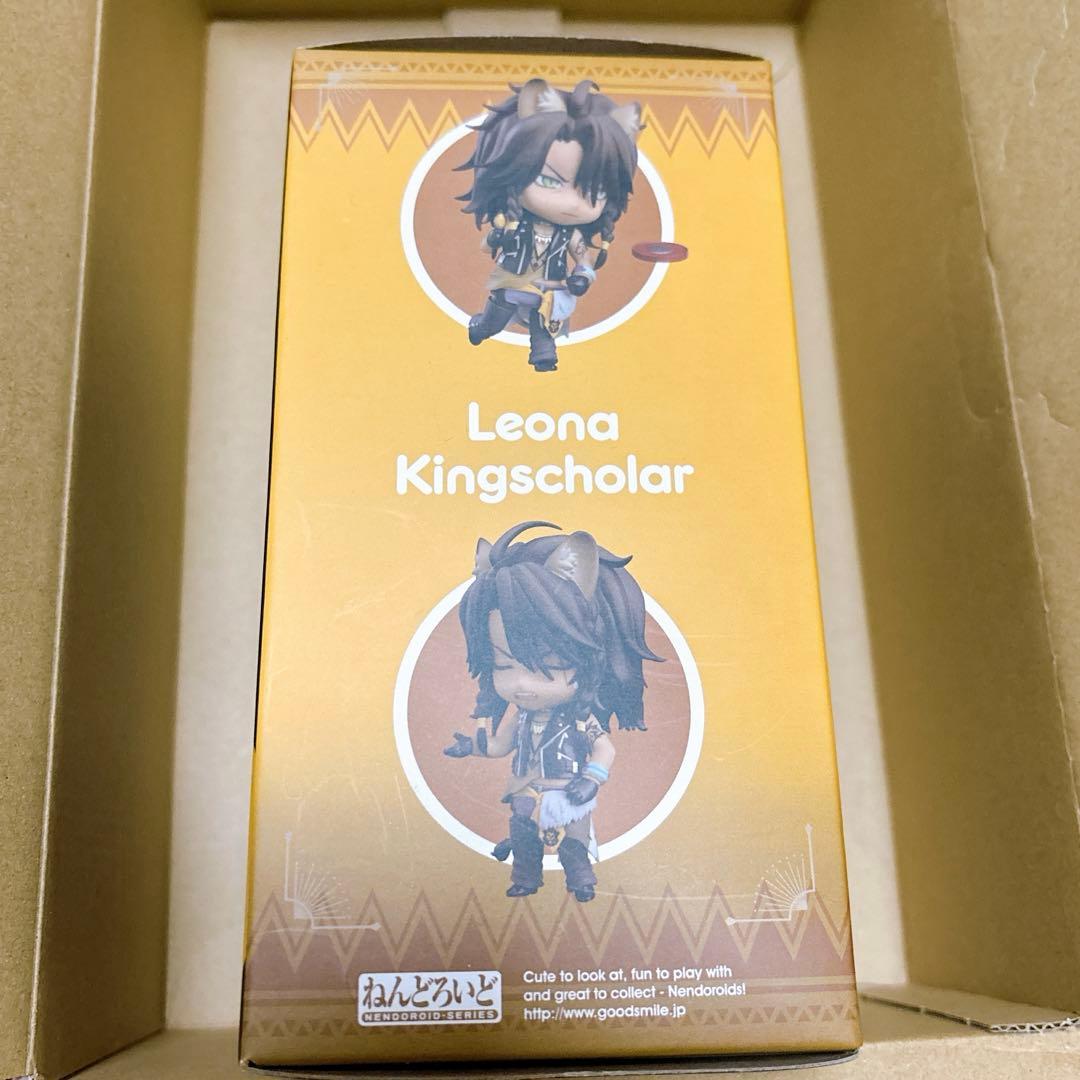 Leona
Kingscholar
ねんどろいど
NENDOROID-SERIES
Cute to look at, fun to play with
and great to collect - Nendoroids!
http://www.goodsmile.jp